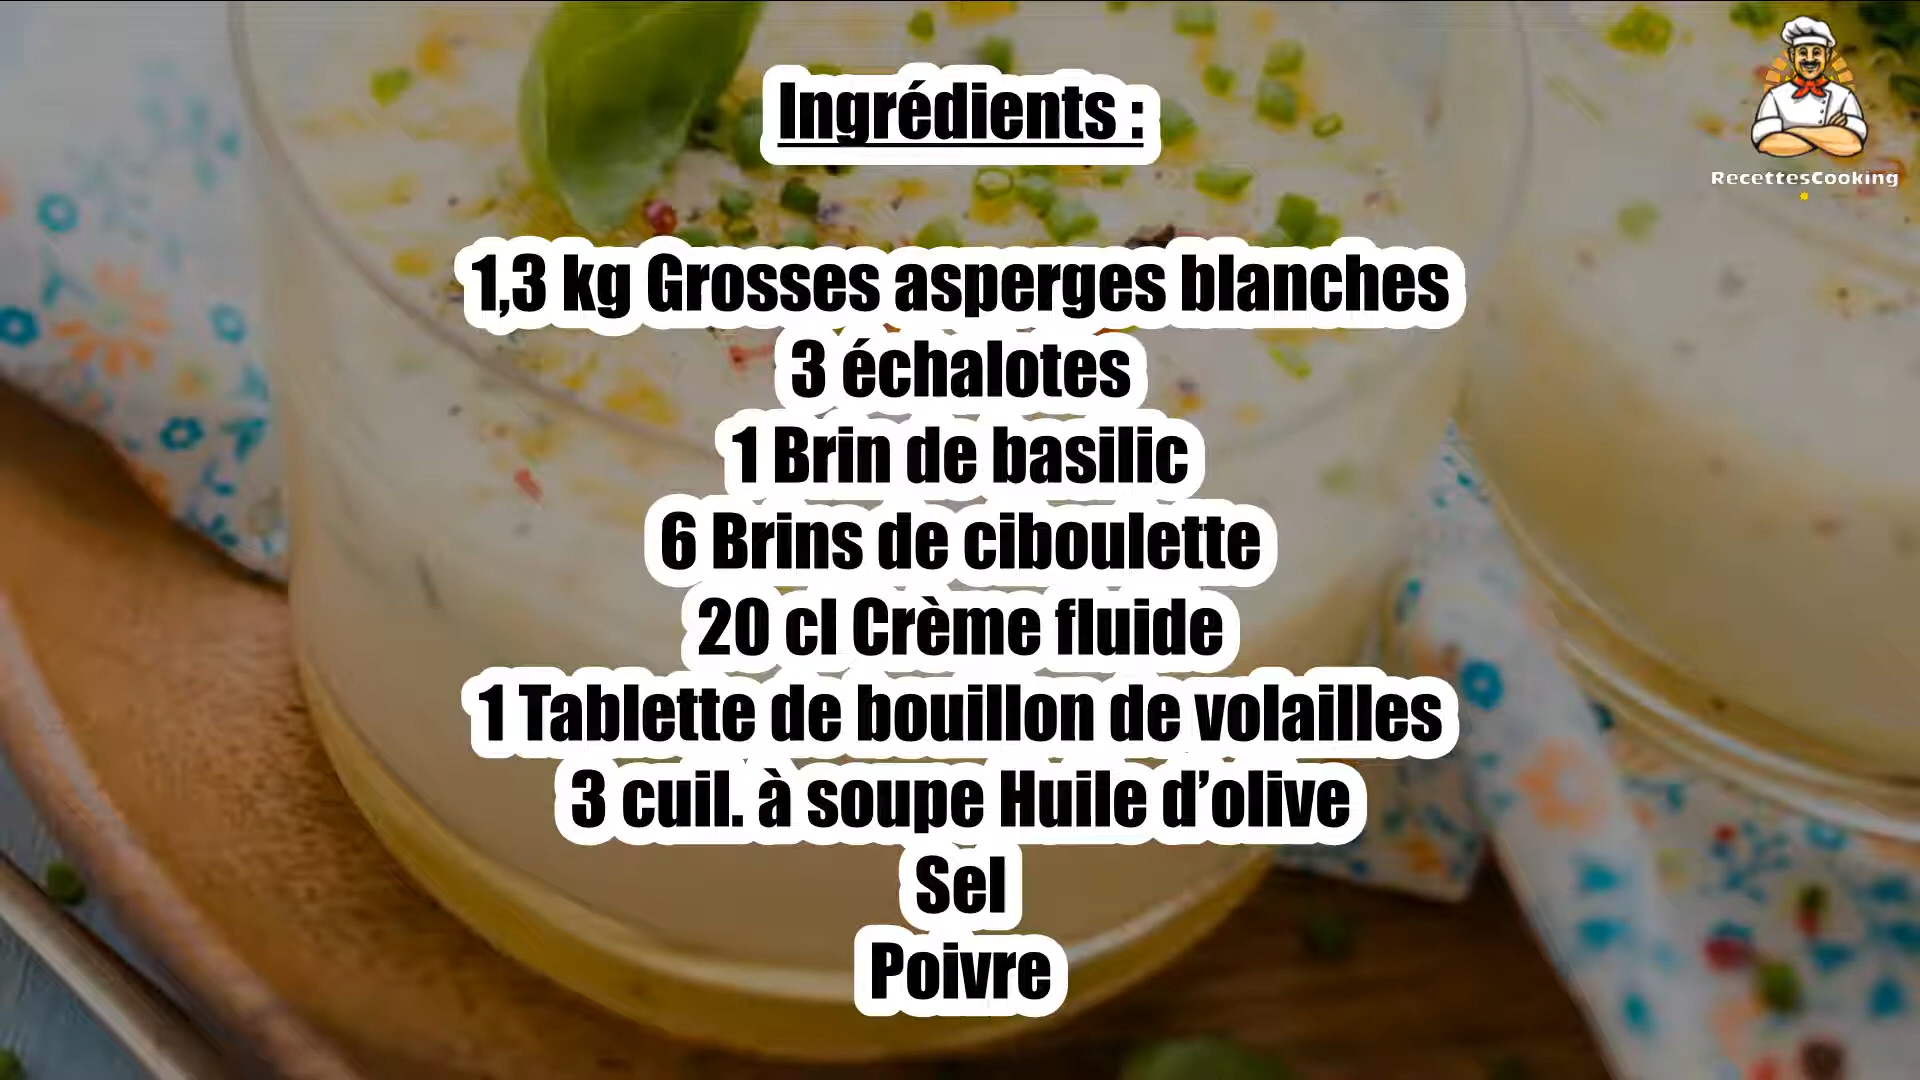 Ingrédients :
RecettesCooking
1,3 kg Grosses asperges blanches
3 échalotes
1 Brin de basilic
6 Brins de ciboulette
20 cl Crème fluide
1 Tablette de bouillon de volailles
3 cuil. à soupe Huile d’olive
Sel
Poivre